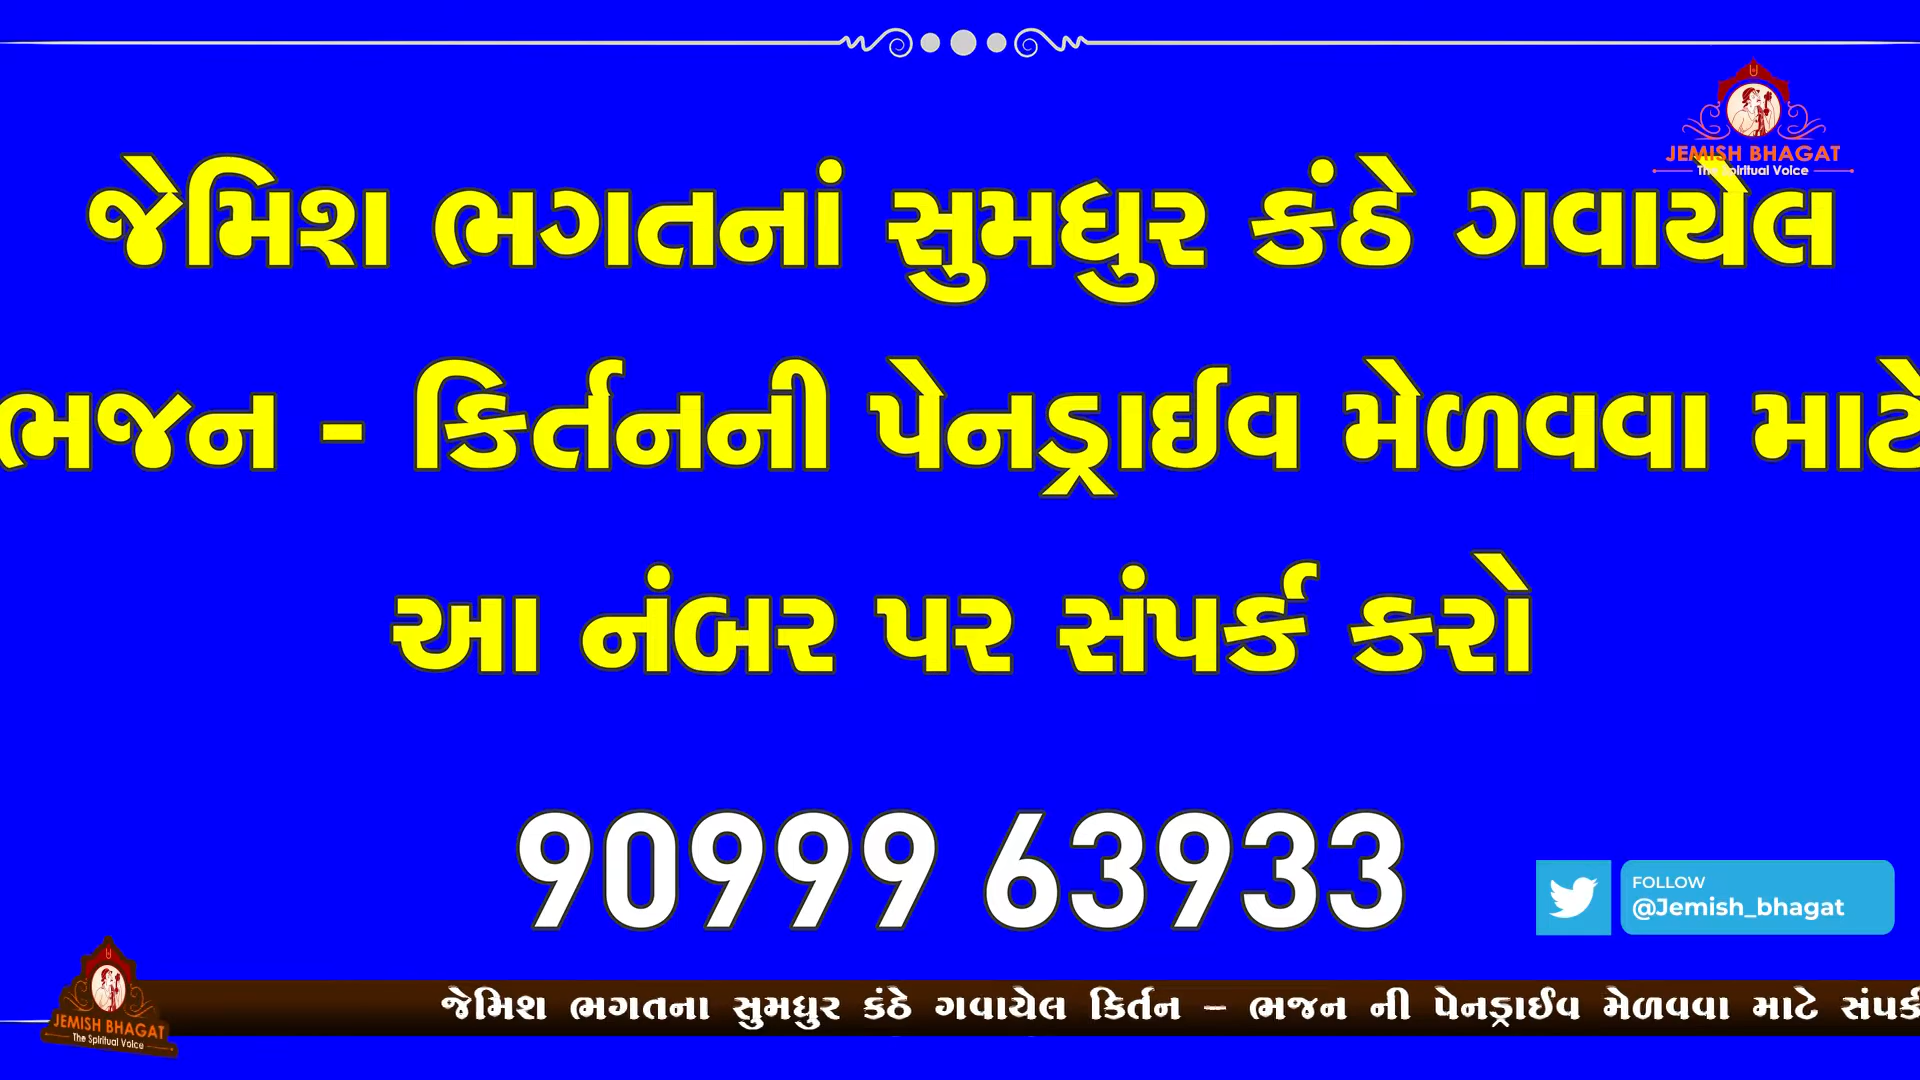 JEMISH BHAGAT
The Spiritual Voice
જેમિશ ભગતનાં સુમધુર કંઠે ગવાયેલ
ભજન - કિર્તનની પેનડ્રાઈવ મેળવવા માટે
આ નંબર પર સંપર્ક કરો
90999 63933
FOLLOW
@Jemish_bhagat
JEMISH BHAGAT
The Spiritual Voice
જેમિશ ભગતના સુમધુર કંઠે ગવાયેલ કિર્તન – ભજન ની પેનડ્રાઈવ મેળવવા માટે